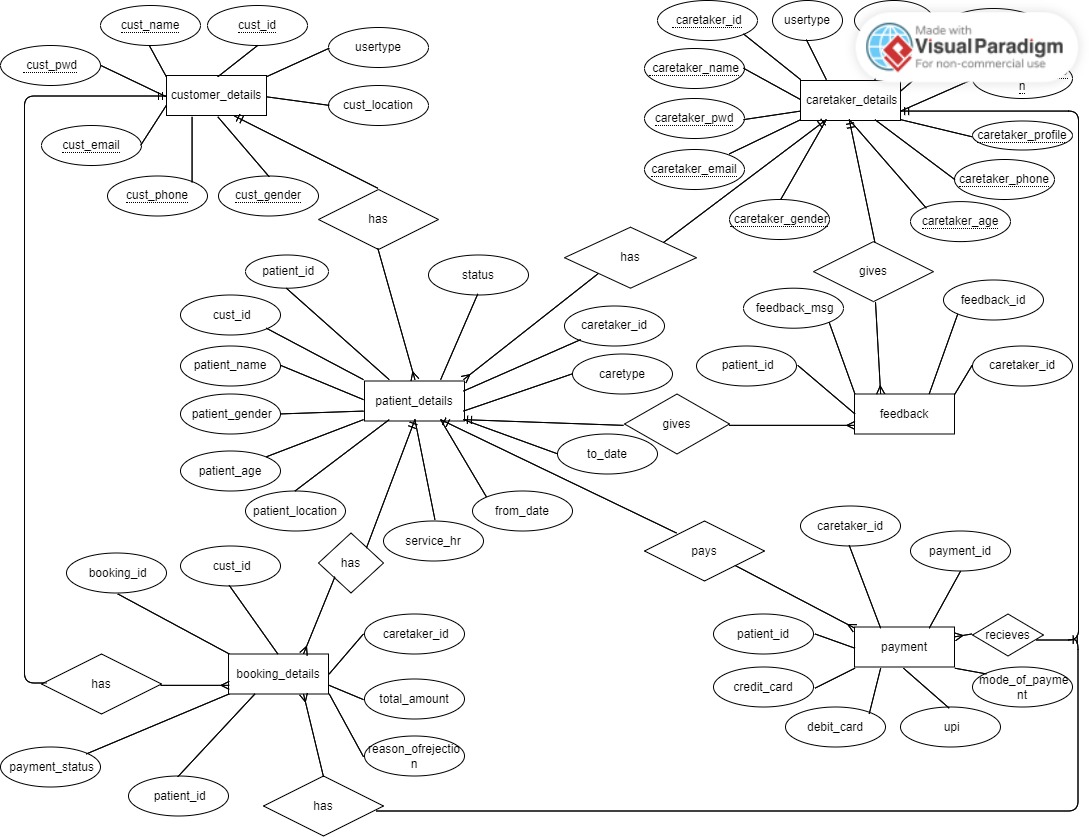 cust_name
cust_id
usertype
cust_pwd
customer_details
cust_location
cust_email
cust_phone
cust_gender
has
caretaker_id
usertype
Made with
Visual Paradigm
For non-commercial use
n
caretaker_name
caretaker_details
caretaker_pwd
caretaker_profile
caretaker_email
caretaker_phone
caretaker_gender
caretaker_age
has
gives
patient_id
status
cust_id
caretaker_id
patient_name
caretype
patient_gender
patient_details
patient_age
to_date
patient_location
from_date
service_hr
gives
feedback_msg
feedback_id
patient_id
caretaker_id
feedback
has
pays
booking_id
cust_id
caretaker_id
booking_details
total_amount
has
payment_status
reason_ofrejectio
n
patient_id
has
caretaker_id
payment_id
patient_id
payment
recieves
credit_card
mode_of_payme
nt
debit_card
upi